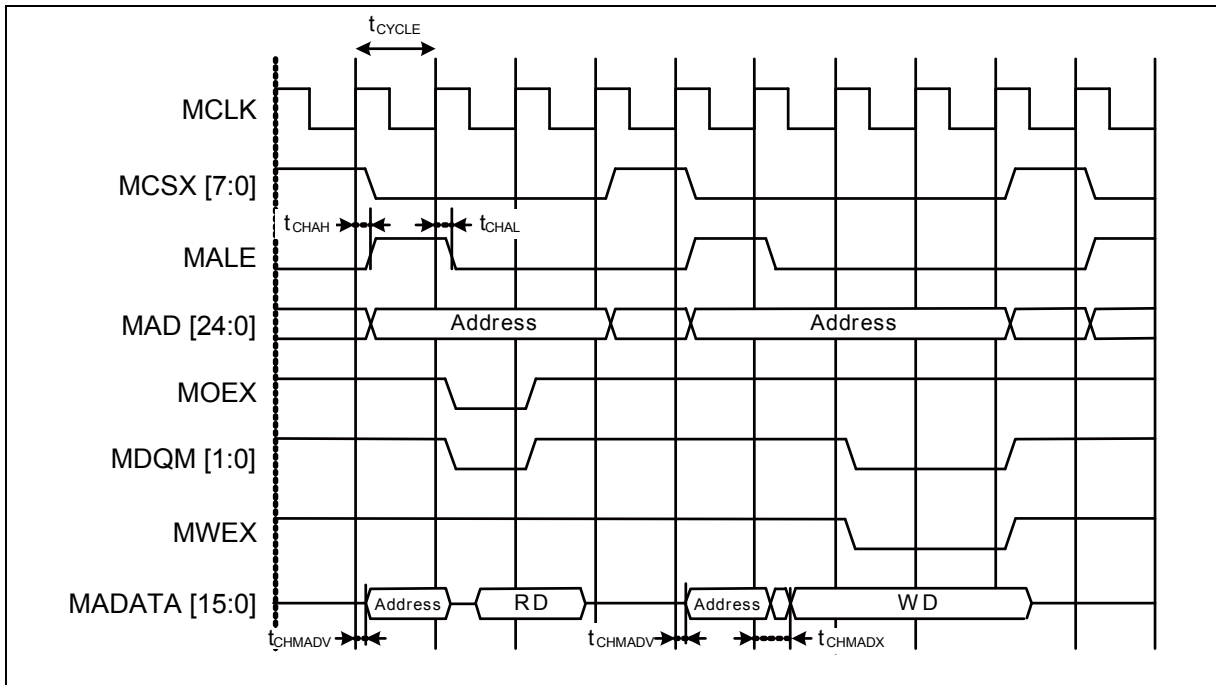 tCYCLE
MCLK
MCSX [7:0]
tCHAH
tCHAL
MALE
MAD [24:0]
Address
Address
MOEX
MDQM [1:0]
MWEX
MADATA [15:0]
Address
RD
Address
WD
tCHMADV
tCHMADV
tCHMADX